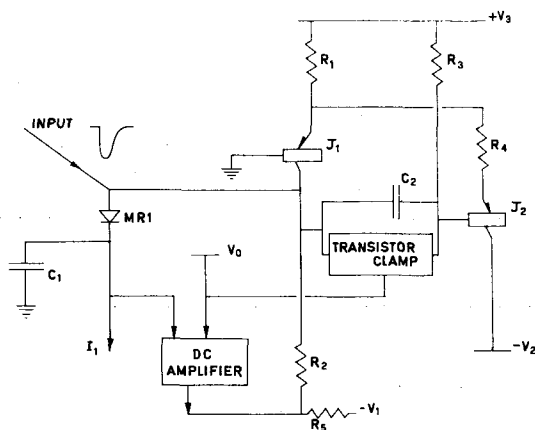 +V3
R1
R3
INPUT
J1
R4
C2
J2
MR1
V0
TRANSISTOR
CLAMP
C1
I1
DC
AMPLIFIER
R2
-V2
-V1
R5